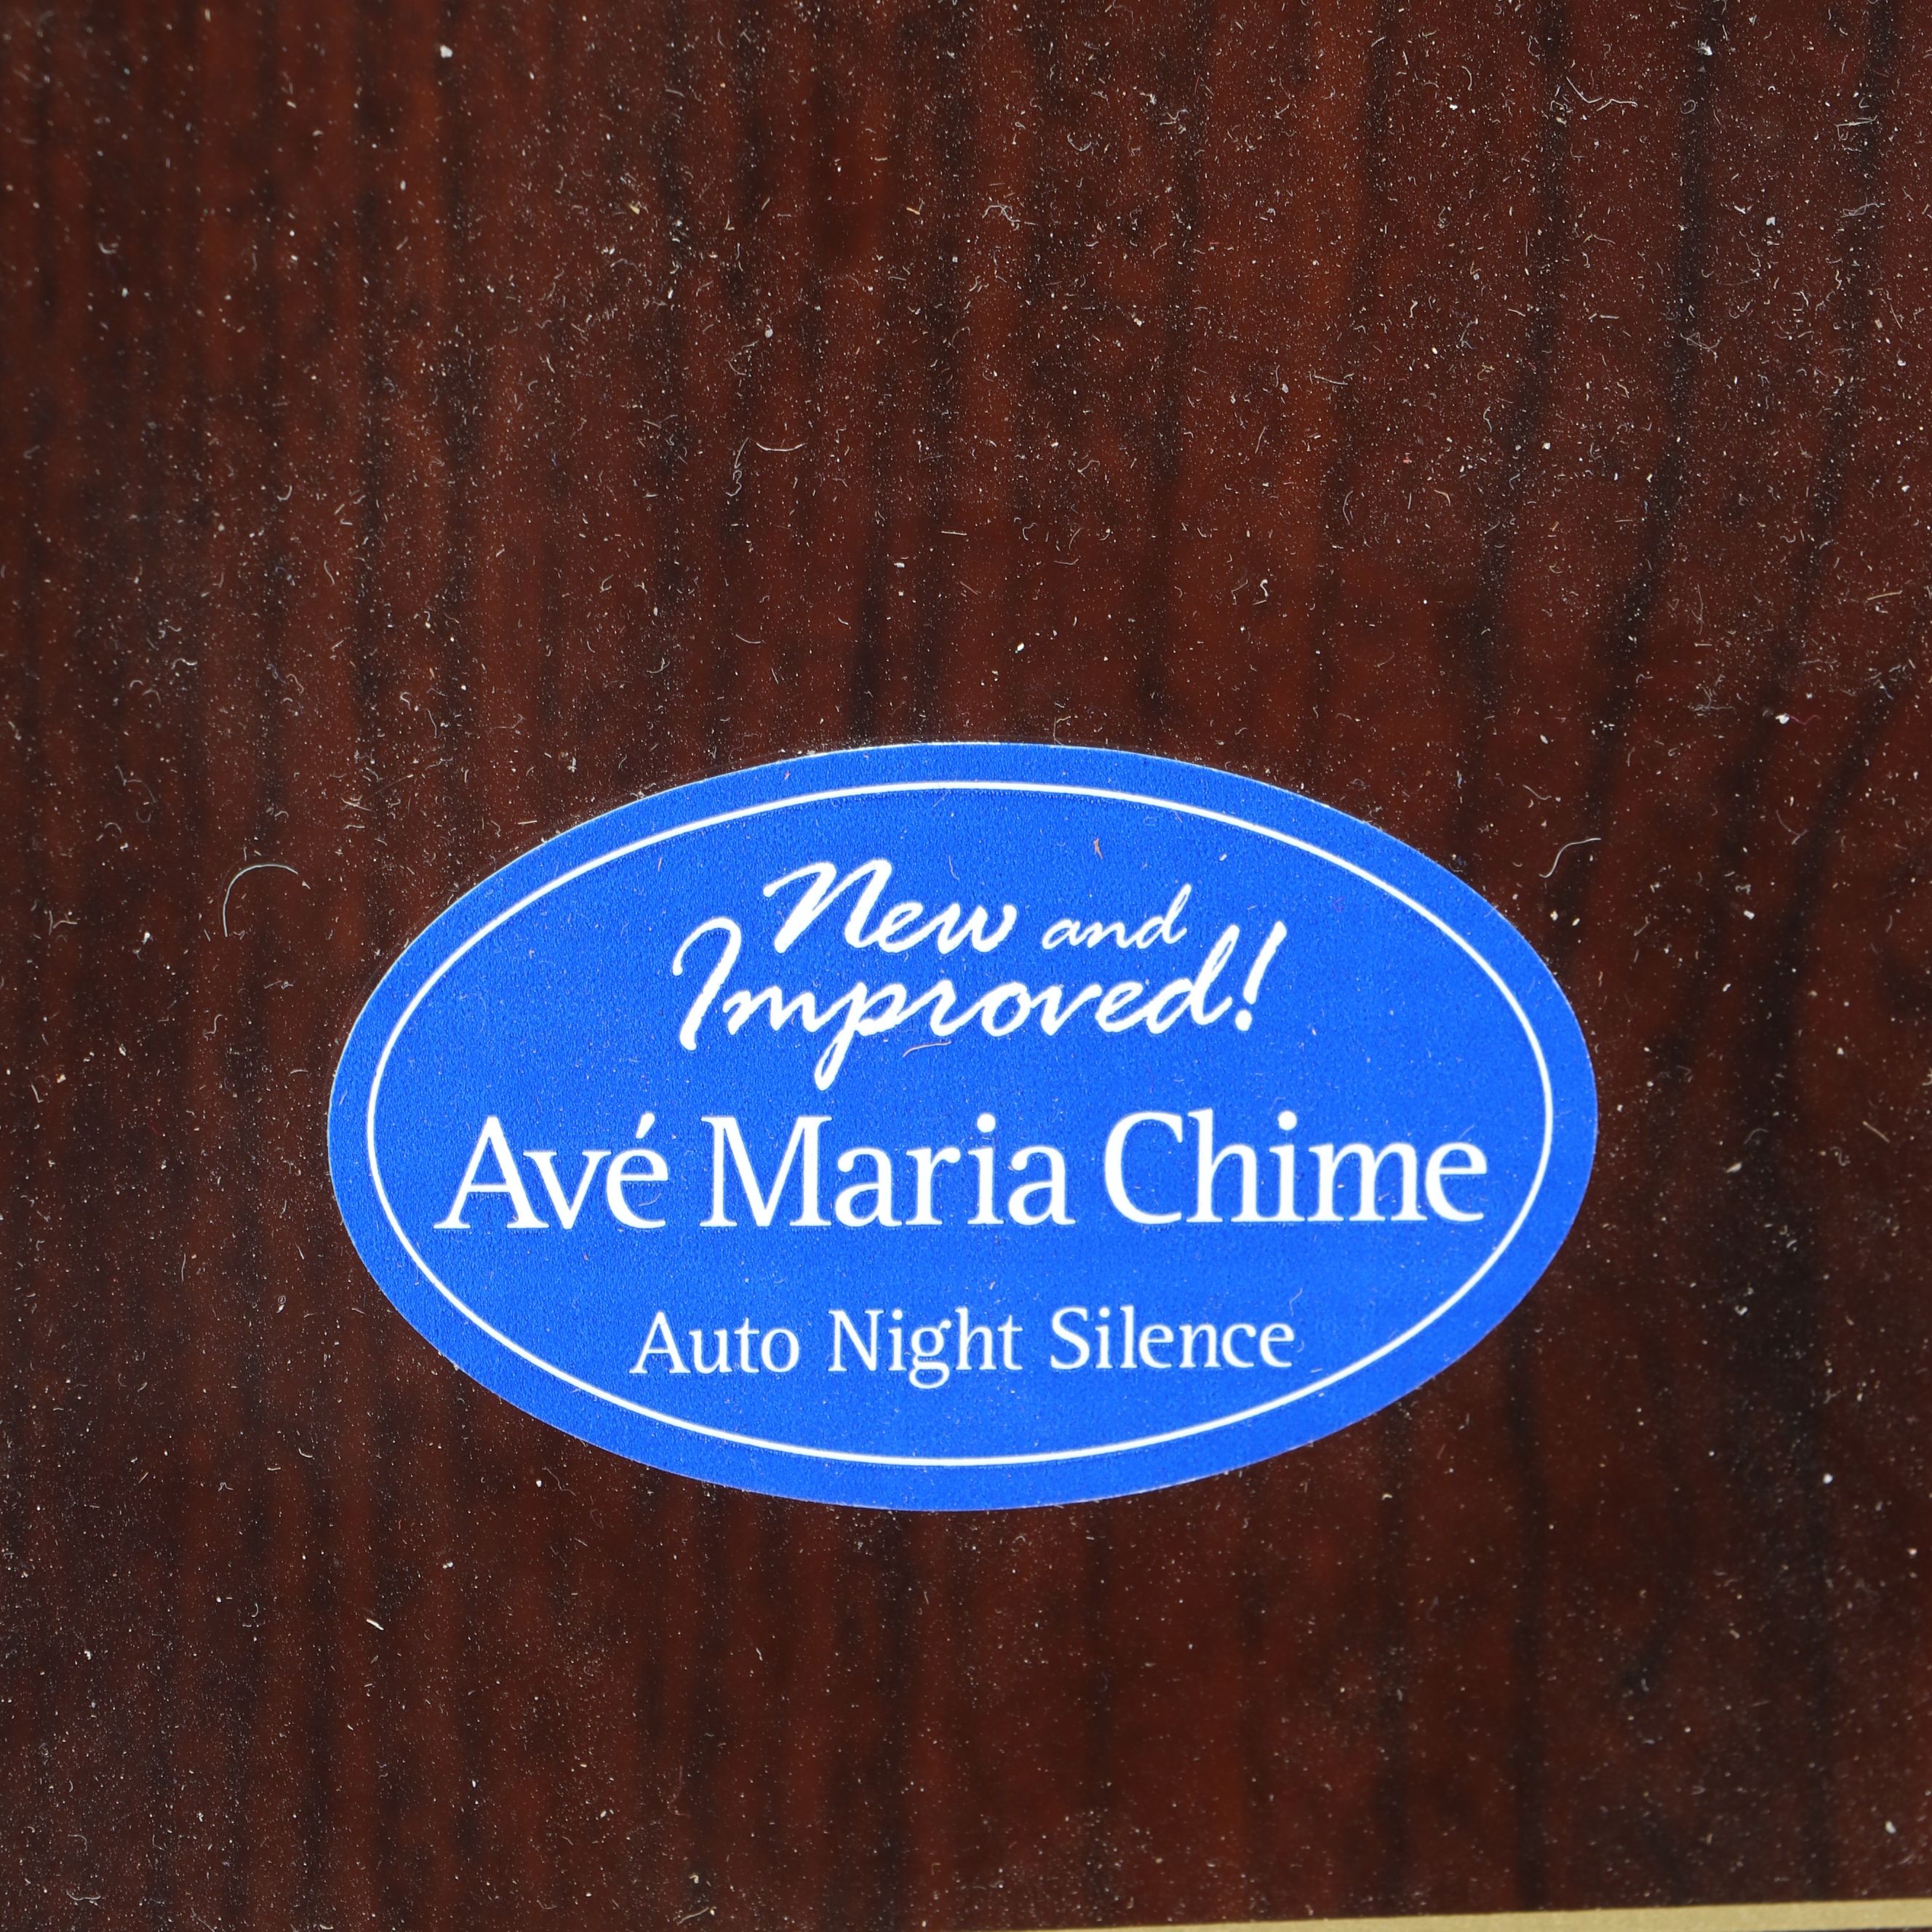 New and
Improved!
Avé Maria Chime
Auto Night Silence